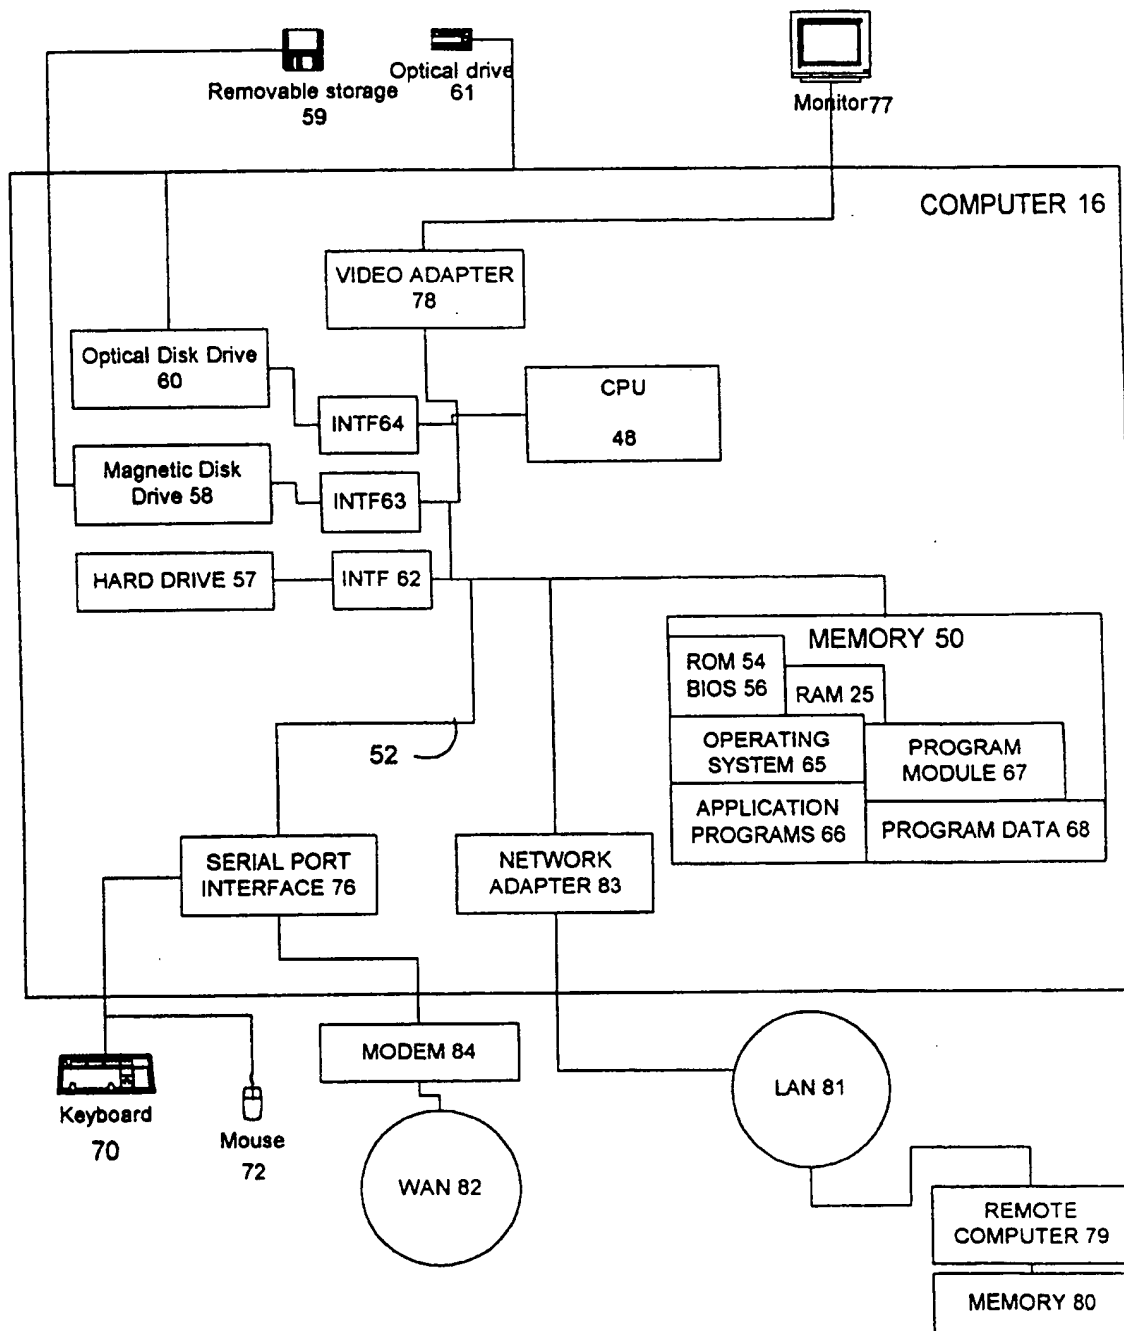 Removable storage
59
Optical drive
61
Monitor77
COMPUTER 16
VIDEO ADAPTER
78
Optical Disk Drive
60
INTF64
CPU
48
Magnetic Disk
Drive 58
INTF63
HARD DRIVE 57
INTF 62
MEMORY 50
ROM 54
BIOS 56
RAM 25
OPERATING
SYSTEM 65
PROGRAM
MODULE 67
APPLICATION
PROGRAMS 66
PROGRAM DATA 68
52
SERIAL PORT
INTERFACE 76
NETWORK
ADAPTER 83
MODEM 84
LAN 81
Keyboard
70
Mouse
72
WAN 82
REMOTE
COMPUTER 79
MEMORY 80